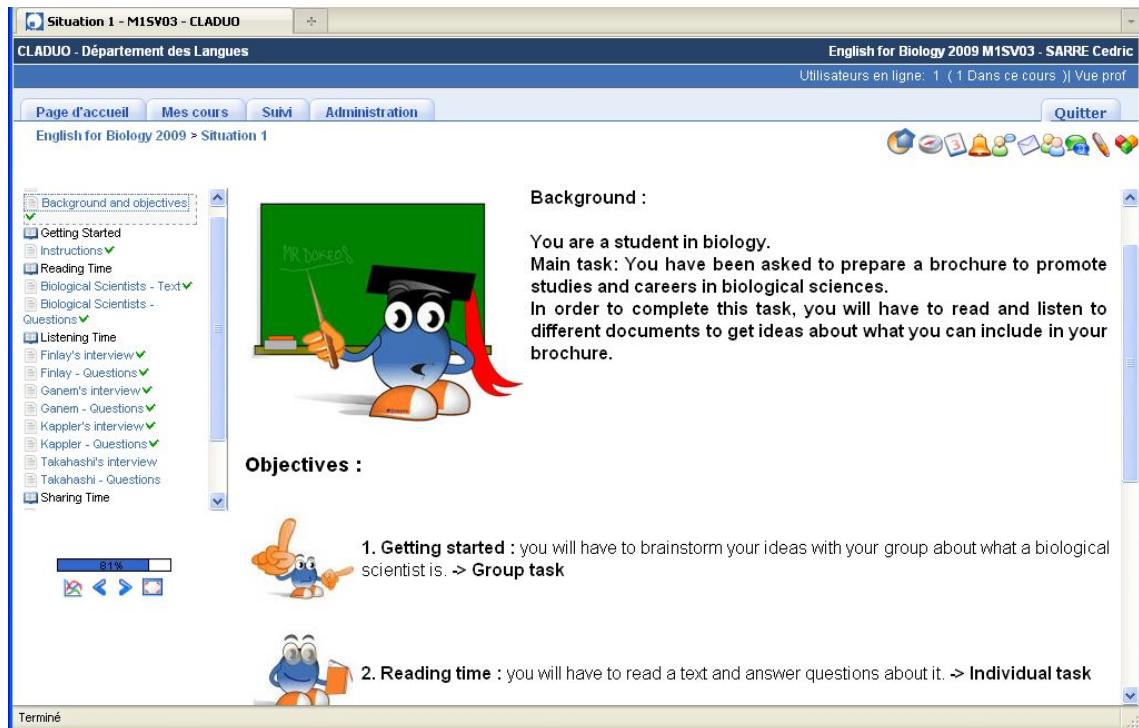 Situation 1 - M1SV03 - CLADUO
CLADUO - Département des Langues
English for Biology 2009 M1SV03 - SARRE Cedric
Utilisateurs en ligne: 1 ( 1 Dans ce cours )| Vue prof
Page d'accueil
Mes cours
Suivi
Administration
Quitter
English for Biology 2009 > Situation 1
3
Background and objectives
Getting Started
Instructions
Reading Time
Biological Scientists - Text
Biological Scientists -
Questions
Listening Time
Finlay's interview
Finlay - Questions
Ganem's interview
Ganem - Questions
Kappler's interview
Kappler - Questions
Takahashi's interview
Takahashi - Questions
Sharing Time
81%
MR DOKEOS
Background :
You are a student in biology.
Main task: You have been asked to prepare a brochure to promote
studies and careers in biological sciences.
In order to complete this task, you will have to read and listen to
different documents to get ideas about what you can include in your
brochure.
Objectives :
1. Getting started : you will have to brainstorm your ideas with your group about what a biological
scientist is. -> Group task
2. Reading time : you will have to read a text and answer questions about it. -> Individual task
Terminé